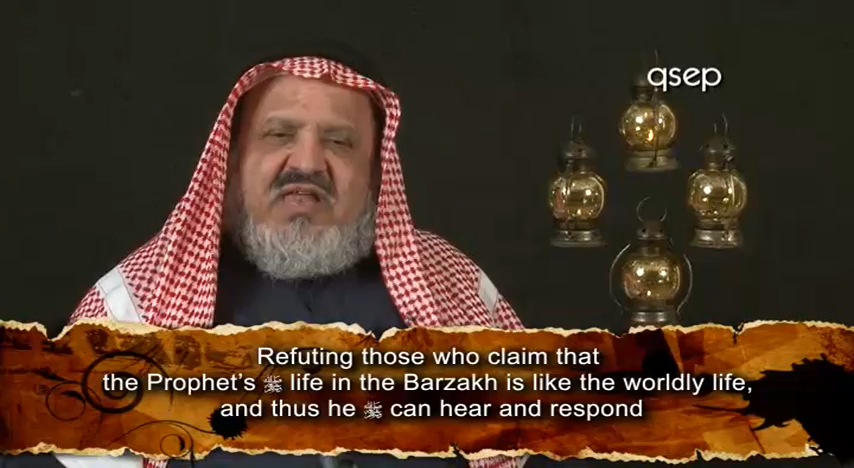 qsep
Refuting those who claim that
the Prophet's ﷺ life in the Barzakh is like the worldly life,
and thus he ﷺ can hear and respond